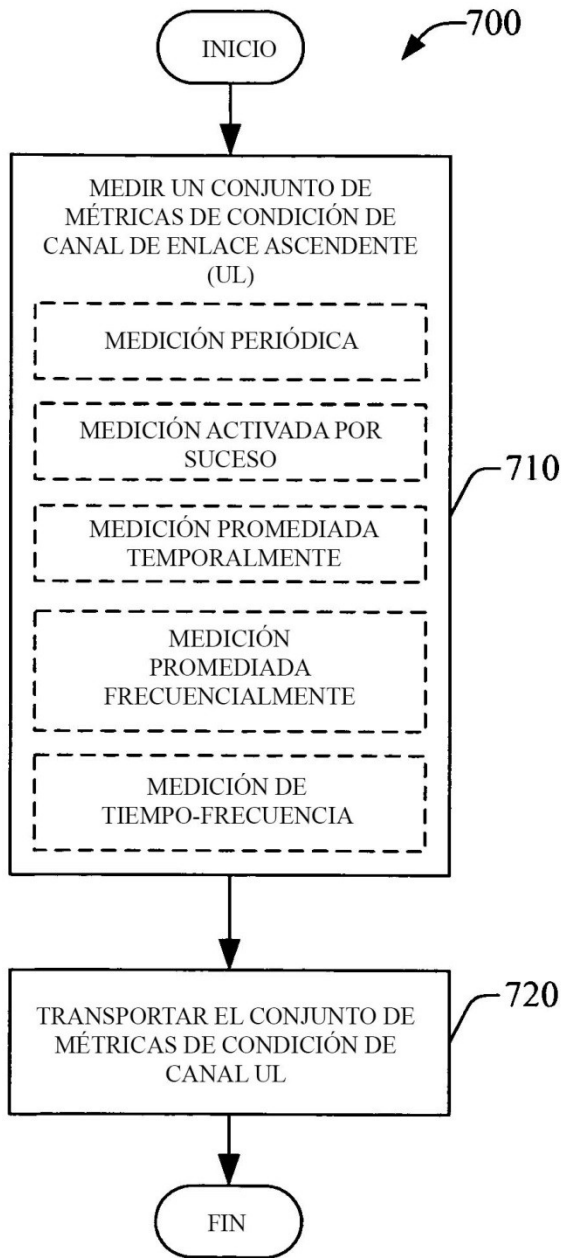 700
INICIO
MEDIR UN CONJUNTO DE
MÉTRICAS DE CONDICIÓN DE
CANAL DE ENLACE ASCENDENTE
(UL)
MEDICIÓN PERIÓDICA
MEDICIÓN ACTIVADA POR
SUCESO
710
MEDICIÓN PROMEDIADA
TEMPORALMENTE
MEDICIÓN
PROMEDIADA
FRECUENCIALMENTE
MEDICIÓN DE
TIEMPO-FRECUENCIA
720
TRANSPORTAR EL CONJUNTO DE
MÉTRICAS DE CONDICIÓN DE
CANAL UL
FIN